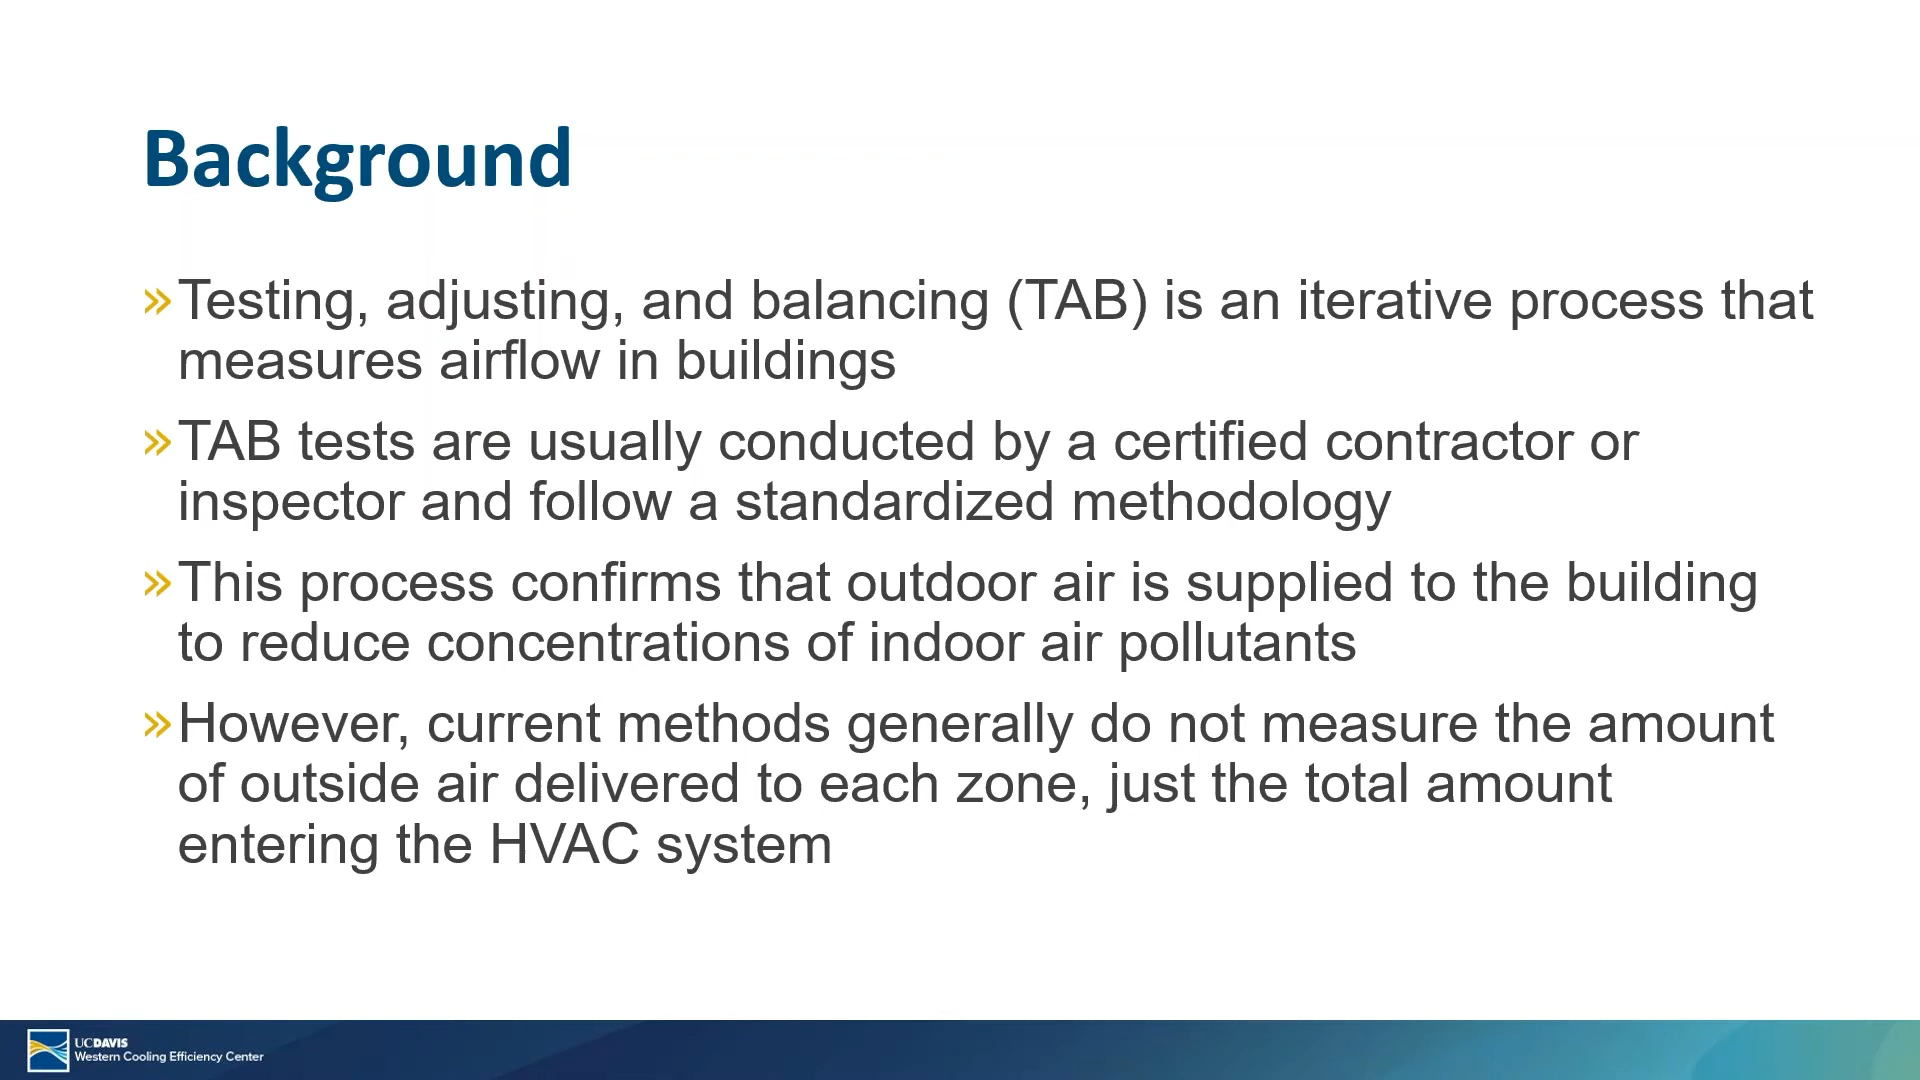 Background
» Testing, adjusting, and balancing (TAB) is an iterative process that
measures airflow in buildings
» TAB tests are usually conducted by a certified contractor or
inspector and follow a standardized methodology
» This process confirms that outdoor air is supplied to the building
to reduce concentrations of indoor air pollutants
» However, current methods generally do not measure the amount
of outside air delivered to each zone, just the total amount
entering the HVAC system
UCDAVIS
Western Cooling Efficiency Center